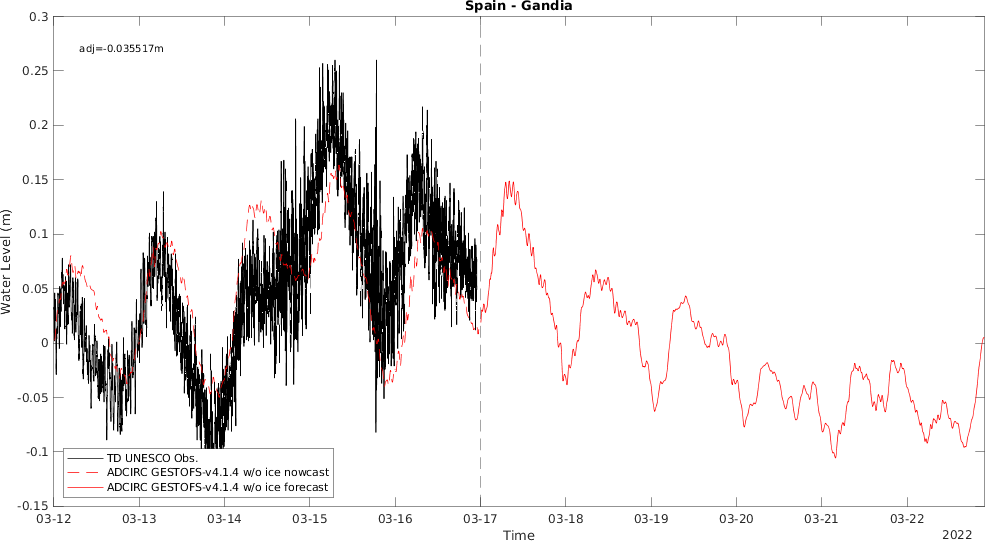 Spain - Gandia
adj=-0.035517m
0.3
0.25
0.2
0.15
0.1
0.05
0
-0.05
-0.1
-0.15
Water Level (m)
TD UNESCO Obs.
ADCIRC GESTOFS-v4.1.4 w/o ice nowcast
ADCIRC GESTOFS-v4.1.4 w/o ice forecast
03-12 03-13 03-14 03-15 03-16 03-17 03-18 03-19 03-20 03-21 03-22
Time
2022